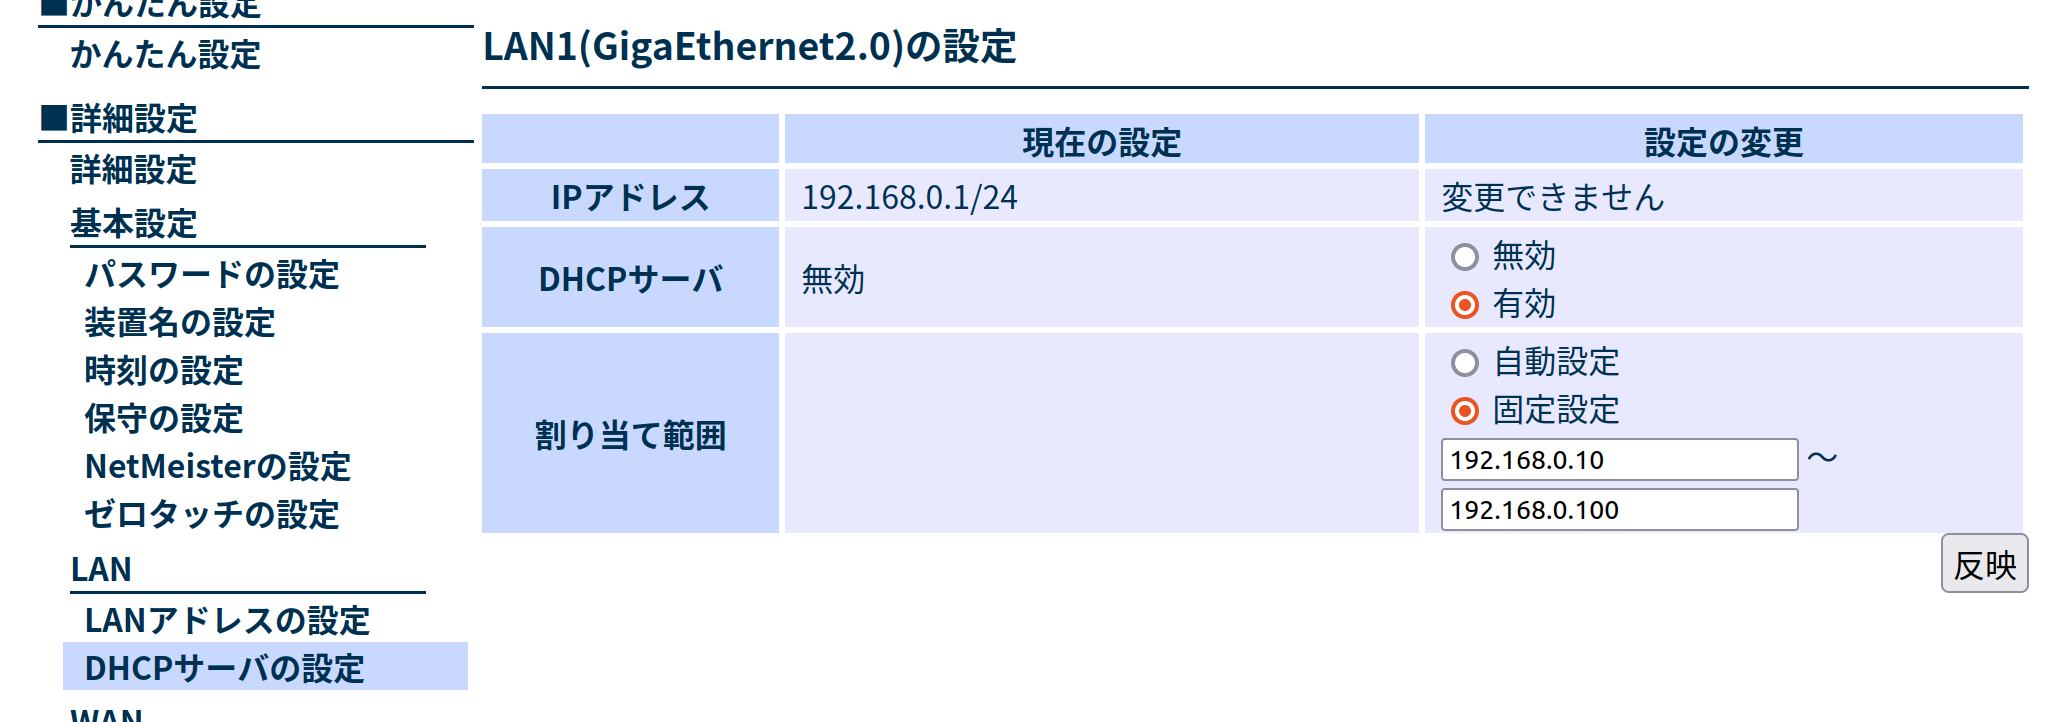 ■かんたん設定
かんたん設定
■詳細設定
詳細設定
基本設定
パスワードの設定
装置名の設定
時刻の設定
保守の設定
NetMeisterの設定
ゼロタッチの設定
LAN
LANアドレスの設定
DHCPサーバの設定
WAN
LAN1(GigaEthernet2.0)の設定
現在の設定 設定の変更
IPアドレス 192.168.0.1/24 変更できません
DHCPサーバ 無効 無効
有効
割り当て範囲 自動設定
固定設定
192.168.0.10 ～
192.168.0.100
反映